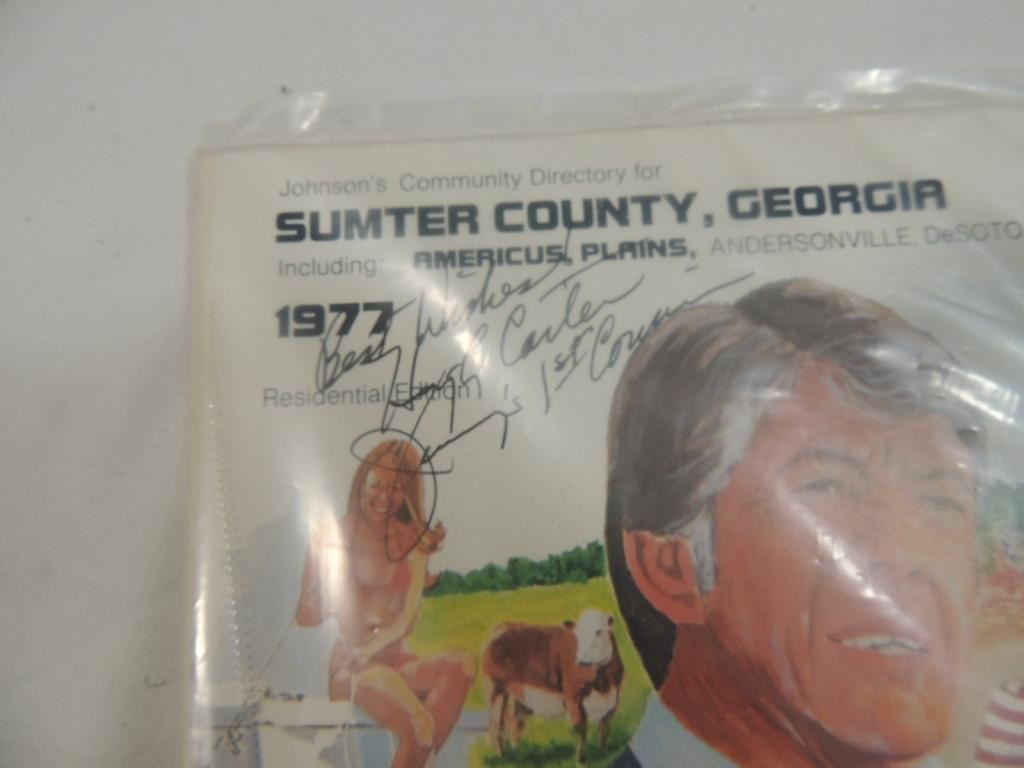 Johnson's Community Directory for
SUMTER COUNTY, GEORGIA
Including: AMERICUS, PLAINS, ANDERSONVILLE, DeSOTO
1977
Best Wishes
Hugh Carter
Jimmy's 1st Cousin
Residential Edition